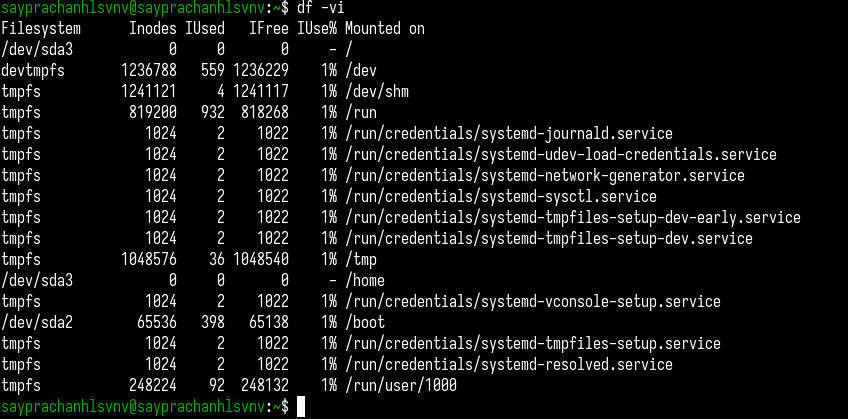 sayprachanhlsvnv@sayprachanhlsvnv:~$ df -vi
Filesystem      Inodes IUsed   IFree IUse% Mounted on
/dev/sda3            0     0       0     - /
devtmpfs       1236788   559 1236229    1% /dev
tmpfs          1241121     4 1241117    1% /dev/shm
tmpfs           819200   932  818268    1% /run
tmpfs             1024     2    1022    1% /run/credentials/systemd-journald.service
tmpfs             1024     2    1022    1% /run/credentials/systemd-udev-load-credentials.service
tmpfs             1024     2    1022    1% /run/credentials/systemd-network-generator.service
tmpfs             1024     2    1022    1% /run/credentials/systemd-sysctl.service
tmpfs             1024     2    1022    1% /run/credentials/systemd-tmpfiles-setup-dev-early.service
tmpfs             1024     2    1022    1% /run/credentials/systemd-tmpfiles-setup-dev.service
tmpfs          1048576    36 1048540    1% /tmp
/dev/sda3            0     0       0     - /home
tmpfs             1024     2    1022    1% /run/credentials/systemd-vconsole-setup.service
/dev/sda2        65536   398   65138    1% /boot
tmpfs             1024     2    1022    1% /run/credentials/systemd-tmpfiles-setup.service
tmpfs             1024     2    1022    1% /run/credentials/systemd-resolved.service
tmpfs           248224    92  248132    1% /run/user/1000
sayprachanhlsvnv@sayprachanhlsvnv:~$